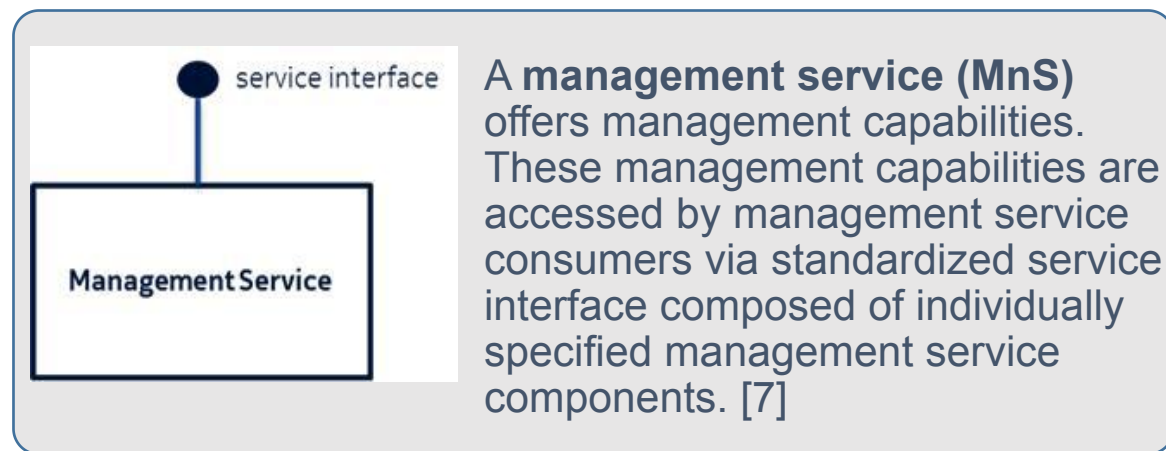 service interface
Management Service
A management service (MnS)
offers management capabilities.
These management capabilities are
accessed by management service
consumers via standardized service
interface composed of individually
specified management service
components. [7]